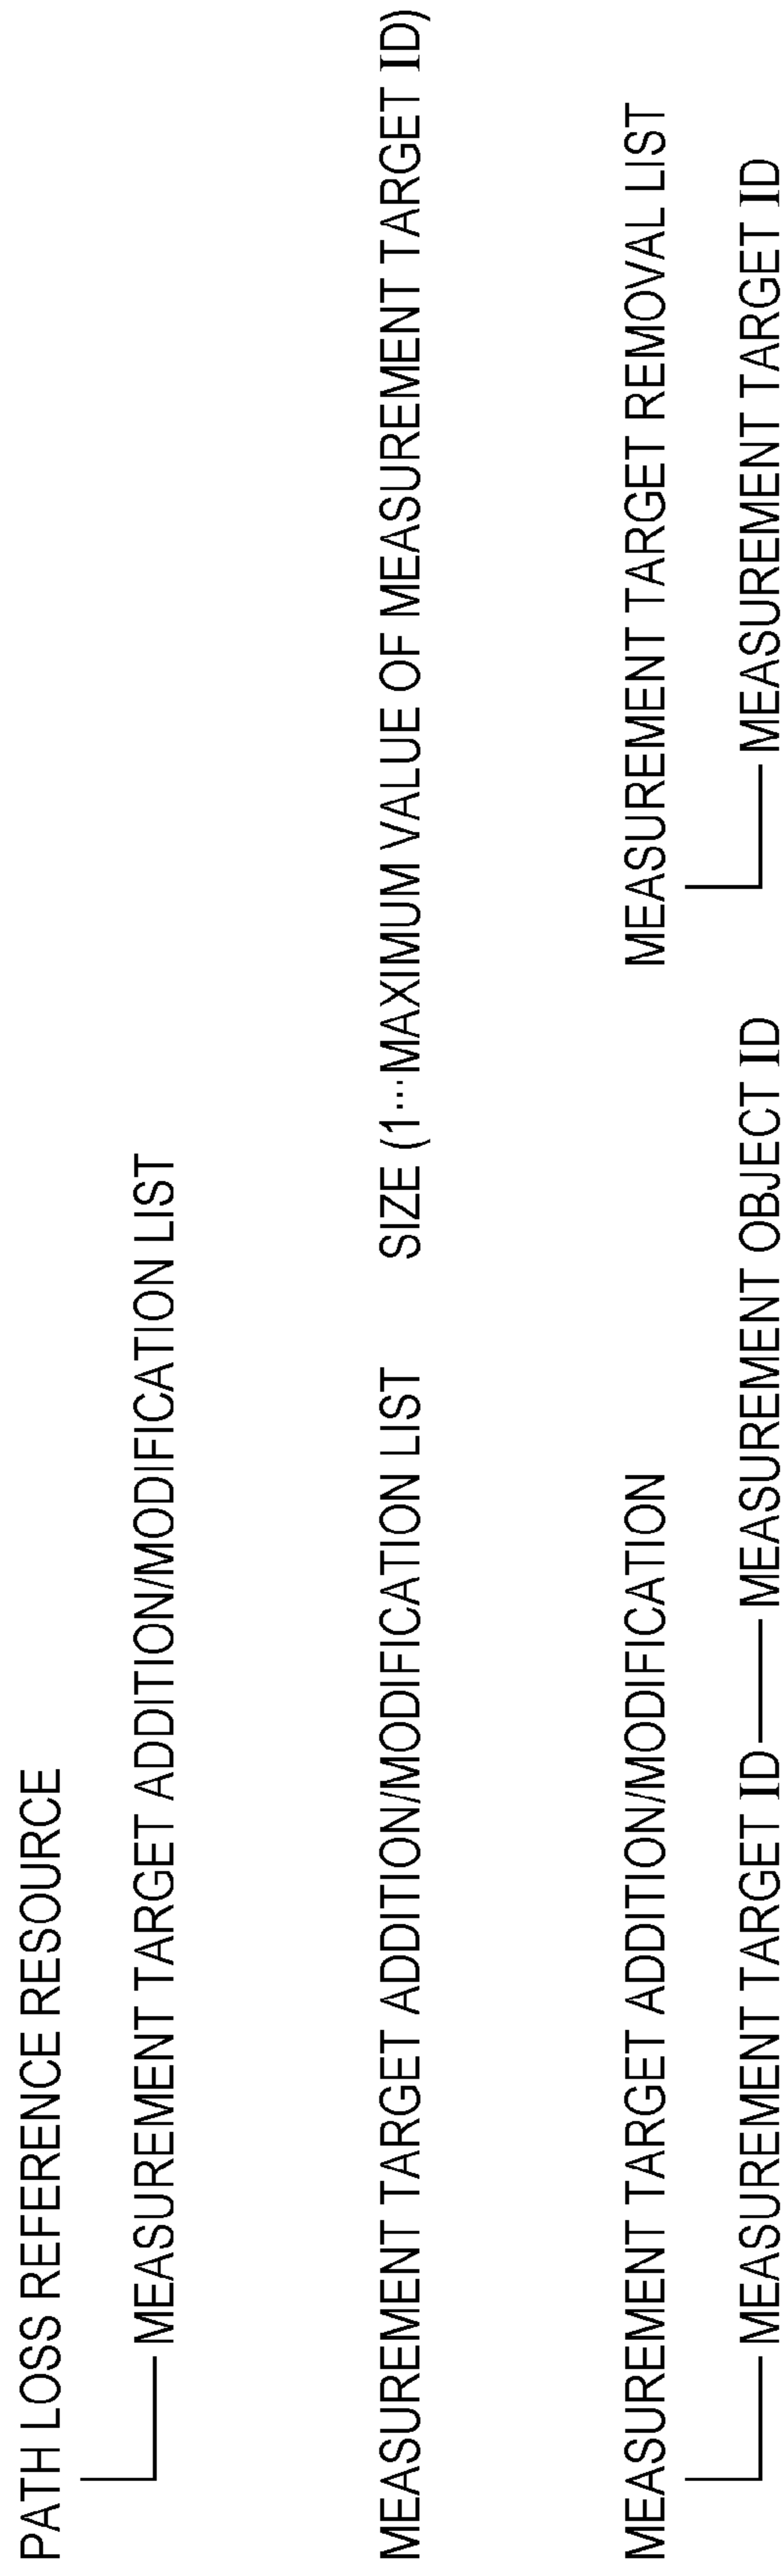 PATH LOSS REFERENCE RESOURCE
MEASUREMENT TARGET ADDITION/MODIFICATION LIST
MEASUREMENT TARGET ADDITION/MODIFICATION LIST SIZE (1···MAXIMUM VALUE OF MEASUREMENT TARGET ID)
MEASUREMENT TARGET ADDITION/MODIFICATION
MEASUREMENT TARGET ID MEASUREMENT OBJECT ID
MEASUREMENT TARGET REMOVAL LIST
MEASUREMENT TARGET ID